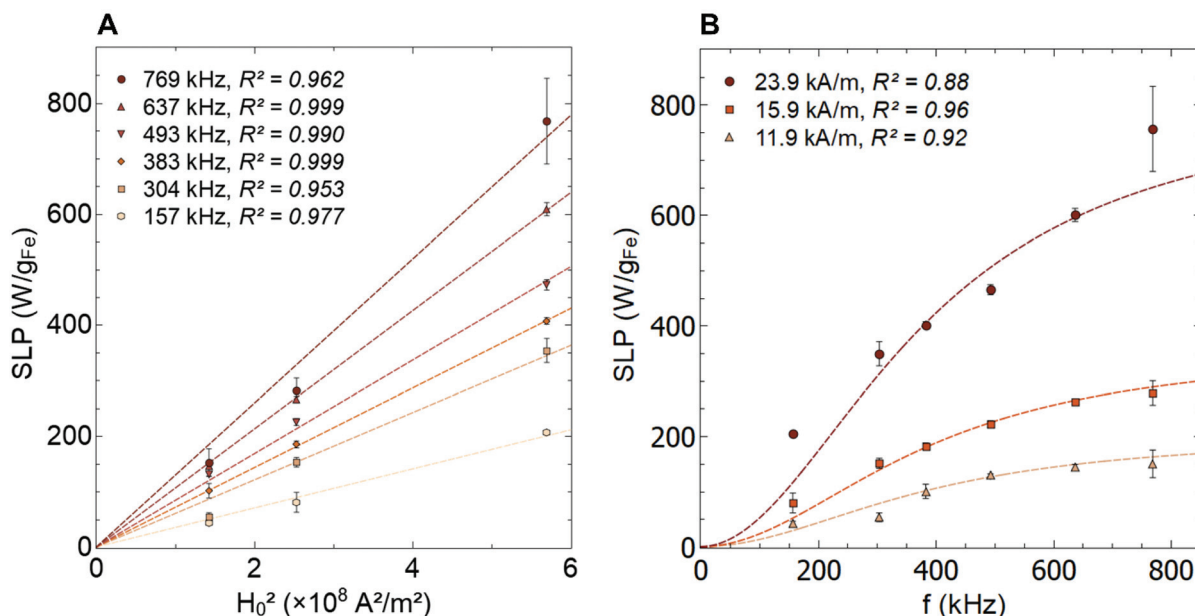 A
769 kHz, R² = 0.962
637 kHz, R² = 0.999
493 kHz, R² = 0.990
383 kHz, R² = 0.999
304 kHz, R² = 0.953
157 kHz, R² = 0.977
800
600
400
200
0
SLP (W/gFe)
0 2 4 6
H₀² (×10⁸ A²/m²)
B
23.9 kA/m, R² = 0.88
15.9 kA/m, R² = 0.96
11.9 kA/m, R² = 0.92
800
600
400
200
0
SLP (W/gFe)
0 200 400 600 800
f (kHz)